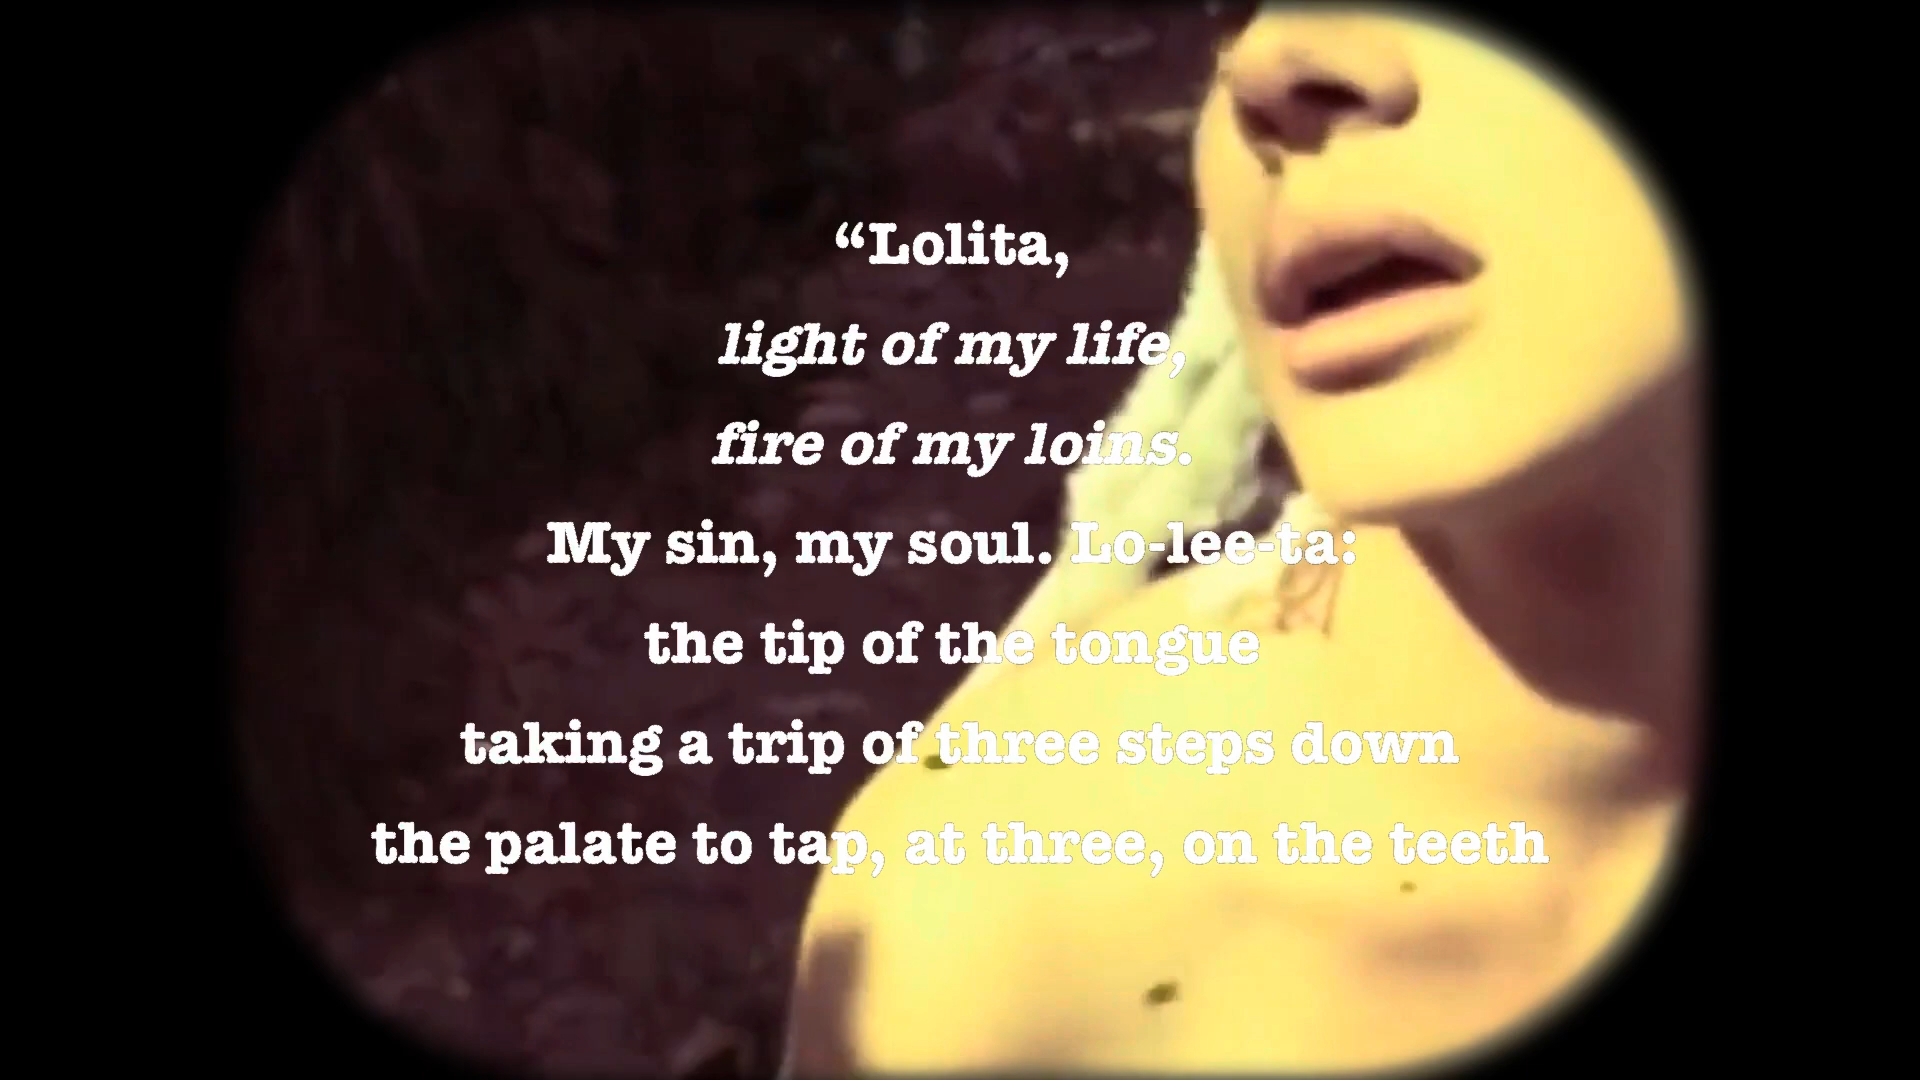 “Lolita,
light of my life,
fire of my loins.
My sin, my soul. Lo-lee-ta:
the tip of the tongue
taking a trip of three steps down
the palate to tap, at three, on the teeth